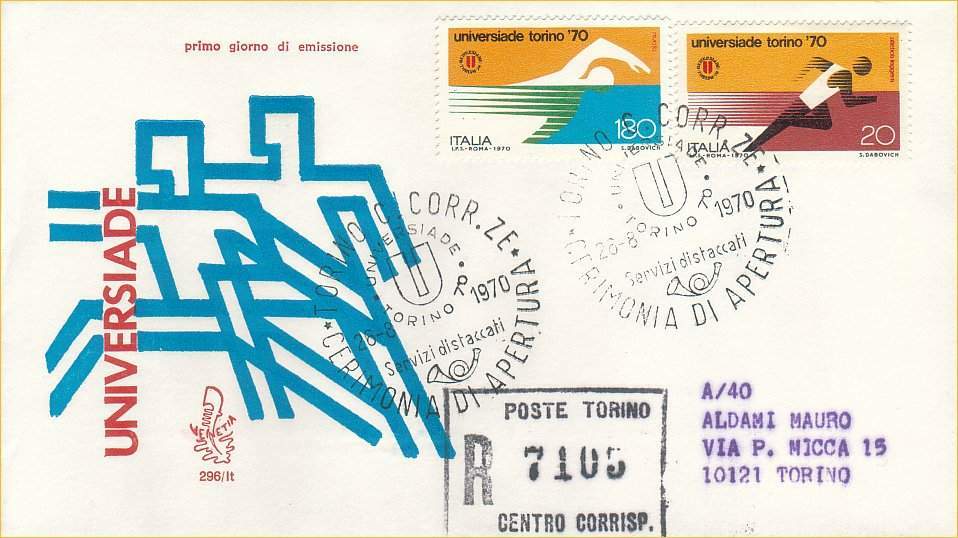 primo giorno di emissione
universiade torino '70
ITALIA
I.P.S. - ROMA - 1970
180
S. DABOVICH
universiade torino '70
ITALIA
I.P.S. - ROMA - 1970
20
S. DABOVICH
TORINO C. CORR. ZE
UNIVERSIADE
U
TORINO
26-8
1970
Servizi distaccati
CERIMONIA DI APERTURA
TORINO C. CORR. ZE
UNIVERSIADE
U
TORINO
26-8
1970
Servizi distaccati
CERIMONIA DI APERTURA
UNIVERSIADE
VENETIA
296/It
POSTE TORINO
R 7105
CENTRO CORRISP.
A/40
ALDAMI MAURO
VIA P. MICCA 15
10121 TORINO